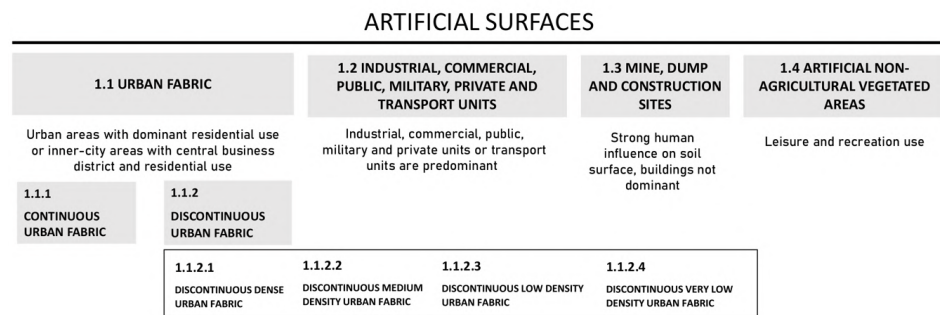 ARTIFICIAL SURFACES
1.1 URBAN FABRIC
Urban areas with dominant residential use
or inner-city areas with central business
district and residential use
1.2 INDUSTRIAL, COMMERCIAL,
PUBLIC, MILITARY, PRIVATE AND
TRANSPORT UNITS
Industrial, commercial, public,
military and private units or transport
units are predominant
1.3 MINE, DUMP
AND CONSTRUCTION
SITES
Strong human
influence on soil
surface, buildings not
dominant
1.4 ARTIFICIAL NON-
AGRICULTURAL VEGETATED
AREAS
Leisure and recreation use
1.1.1
CONTINUOUS
URBAN FABRIC
1.1.2
DISCONTINUOUS
URBAN FABRIC
1.1.2.1
DISCONTINUOUS DENSE
URBAN FABRIC
1.1.2.2
DISCONTINUOUS MEDIUM
DENSITY URBAN FABRIC
1.1.2.3
DISCONTINUOUS LOW DENSITY
URBAN FABRIC
1.1.2.4
DISCONTINUOUS VERY LOW
DENSITY URBAN FABRIC